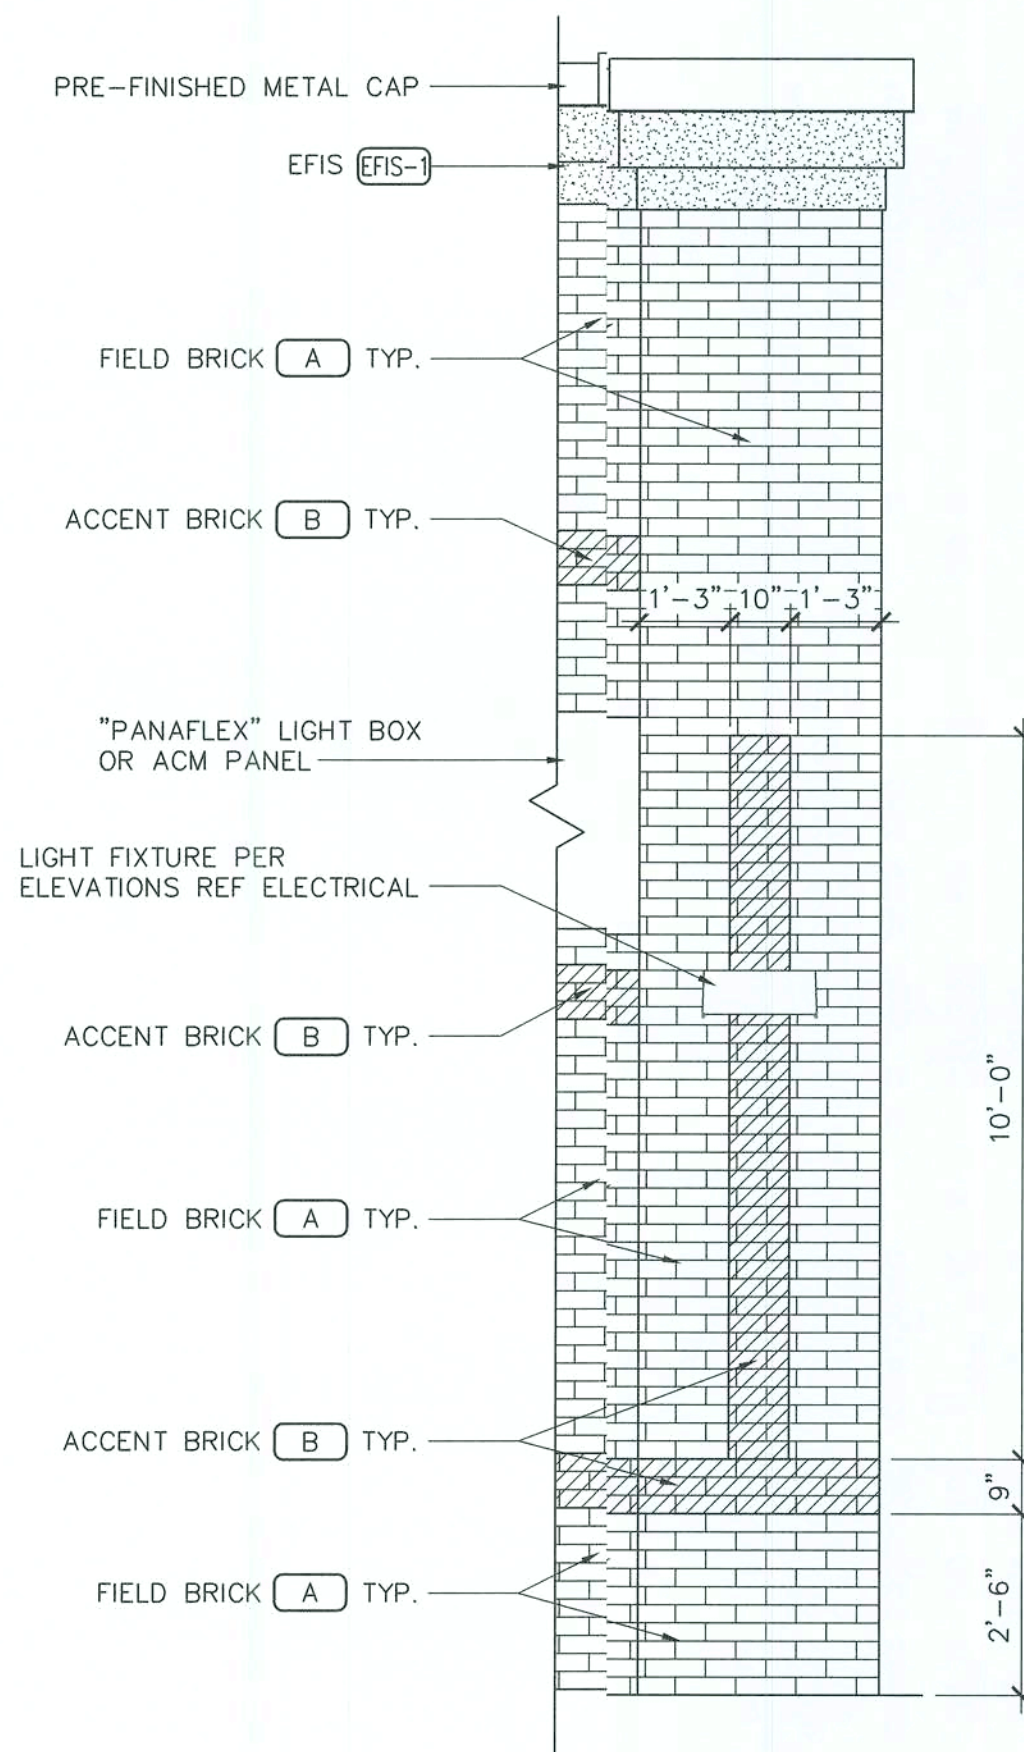 PRE-FINISHED METAL CAP
EFIS EFIS-1
FIELD BRICK A TYP.
ACCENT BRICK B TYP.
1'-3" 10" 1'-3"
"PANAFLEX" LIGHT BOX
OR ACM PANEL
LIGHT FIXTURE PER
ELEVATIONS REF ELECTRICAL
ACCENT BRICK B TYP.
10'-0"
FIELD BRICK A TYP.
ACCENT BRICK B TYP.
9"
FIELD BRICK A TYP.
2'-6"